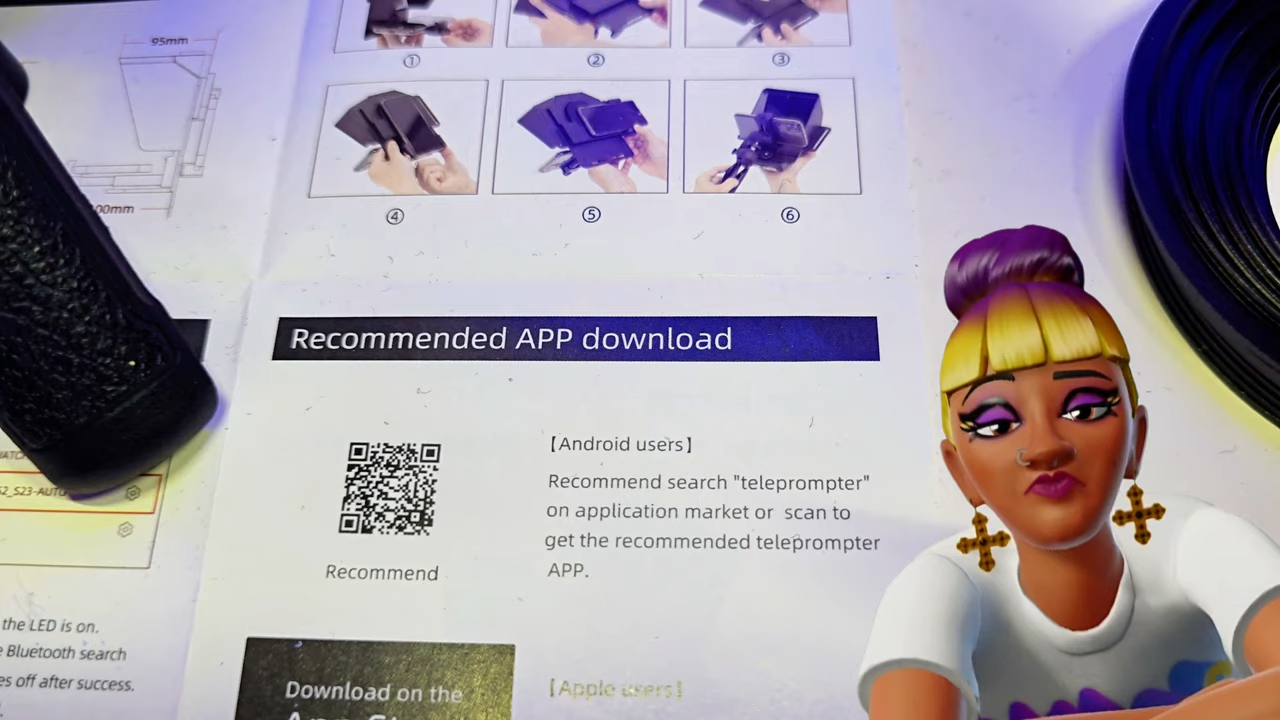 95mm
①
②
③
④
⑤
⑥
Recommended APP download
【Android users】
Recommend search "teleprompter"
on application market or scan to
get the recommended teleprompter
APP.
Recommend
the LED is on.
Bluetooth search
off after success.
Download on the
【Apple users】